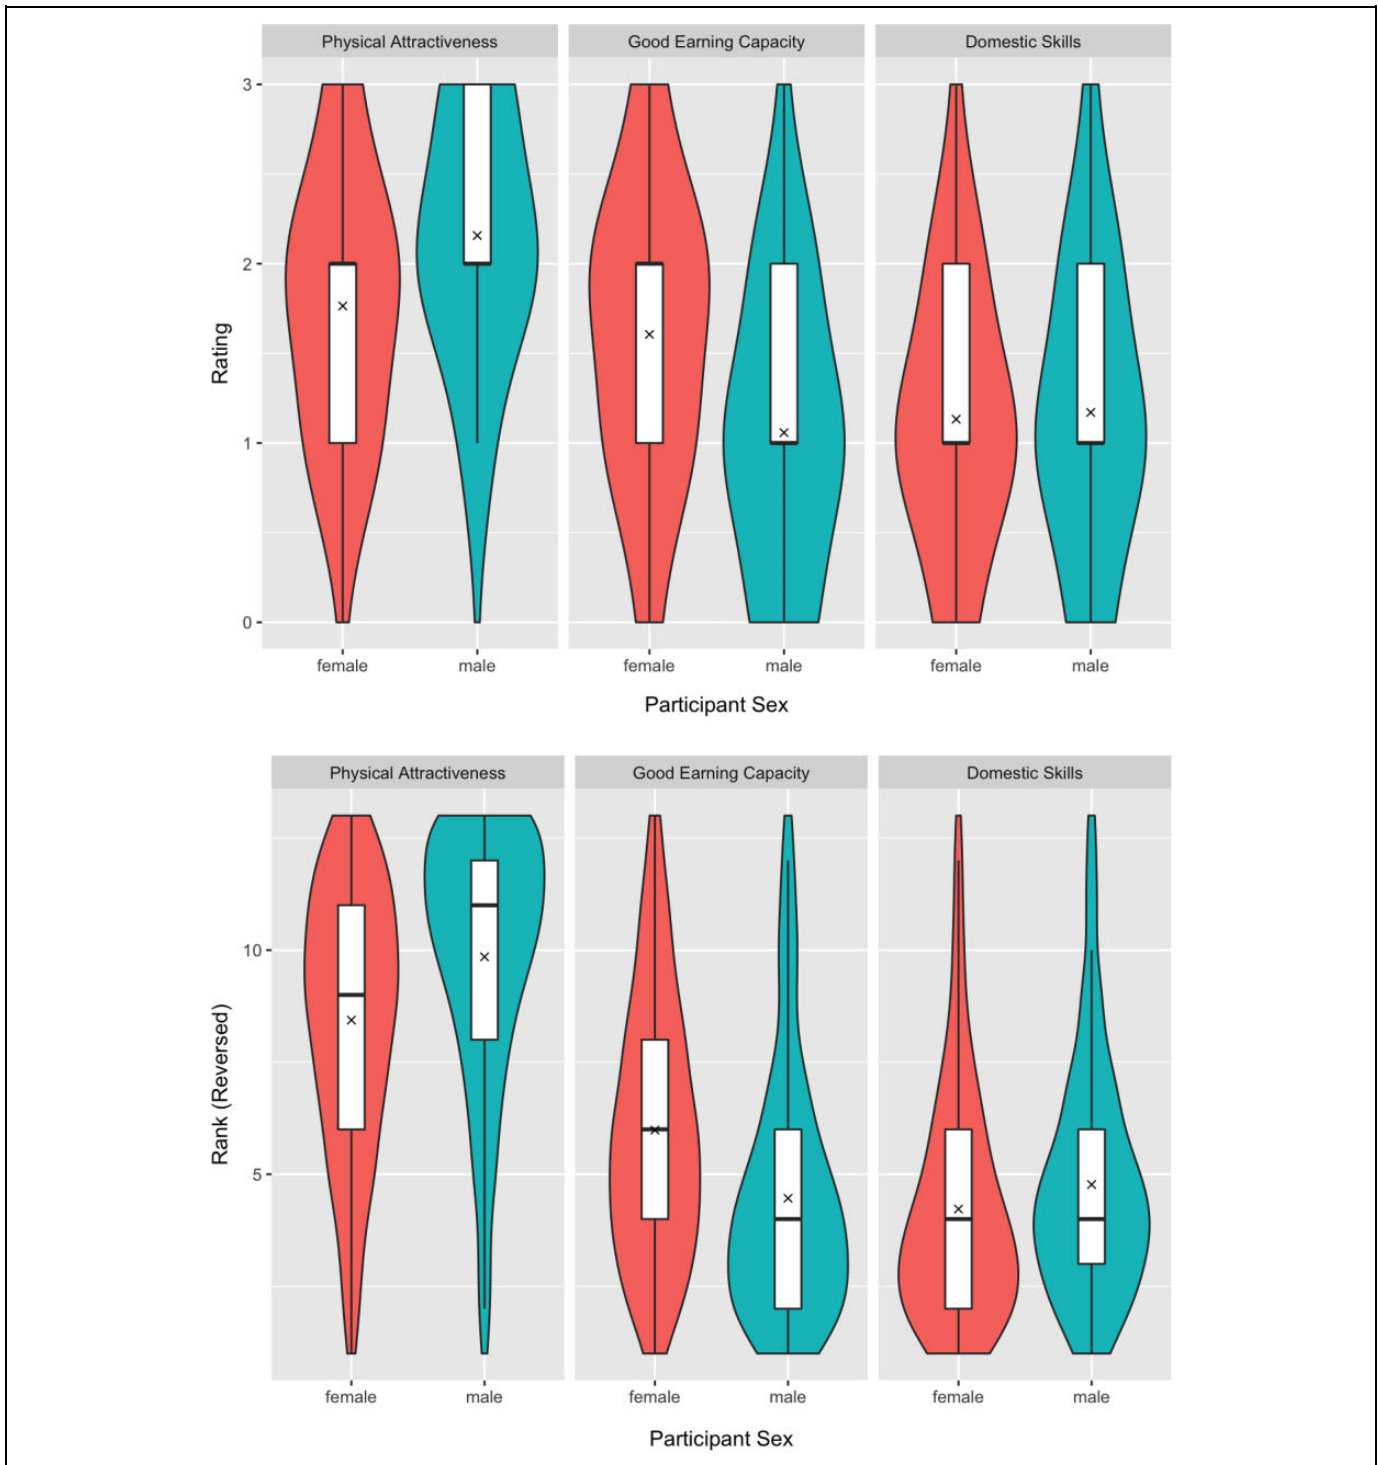 Physical Attractiveness Good Earning Capacity Domestic Skills
3
2
1
0
Rating
female male female male female male
Participant Sex
Physical Attractiveness Good Earning Capacity Domestic Skills
10
5
Rank (Reversed)
female male female male female male
Participant Sex